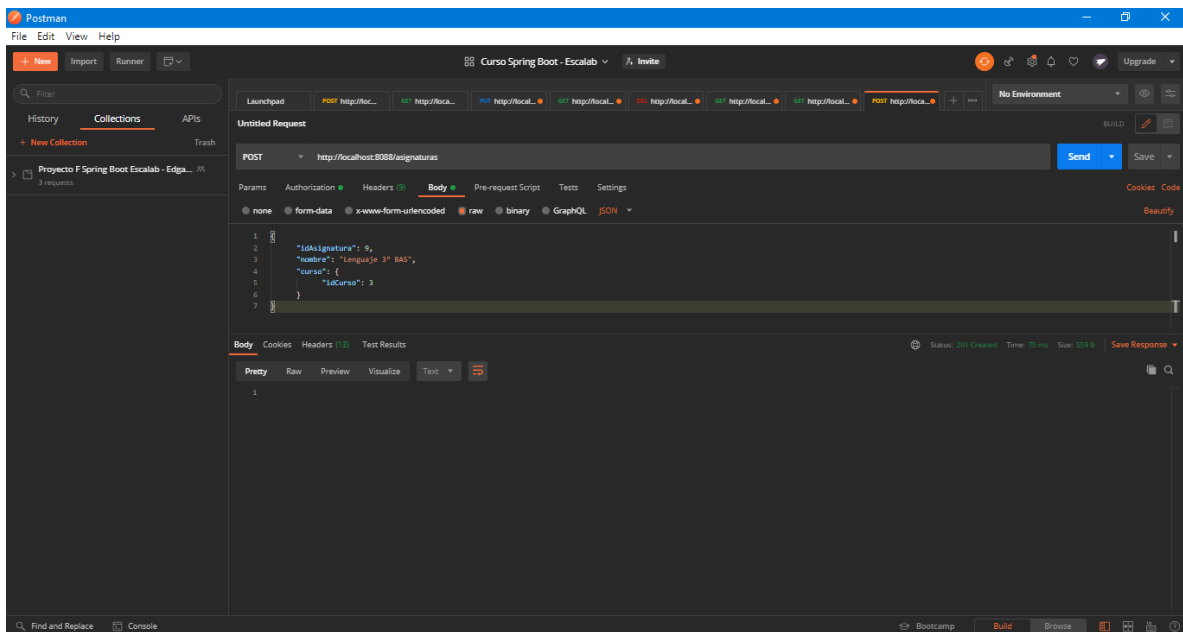 Postman
File Edit View Help
+ New Import Runner Curso Spring Boot - Escalab Invite Upgrade
Filter
History Collections APIs
+ New Collection Trash
Proyecto F Spring Boot Escalab - Edga...
3 requests
Launchpad POST http://loc... GET http://loca... PUT http://local... GET http://local... DEL http://local... GET http://local... GET http://local... POST http://loca... + No Environment
Untitled Request BUILD
POST http://localhost:8088/asignaturas Send Save
Params Authorization Headers (9) Body Pre-request Script Tests Settings Cookies Code
none form-data x-www-form-urlencoded raw binary GraphQL JSON Beautify
1 {
2 "idAsignatura": 9,
3 "nombre": "Lenguaje 3° BAS",
4 "curso": {
5 "idCurso": 3
6 }
7 }
Body Cookies Headers (13) Test Results Status: 201 Created Time: 75 ms Size: 559 B Save Response
Pretty Raw Preview Visualize Text
1
Find and Replace Console Bootcamp Build Browse